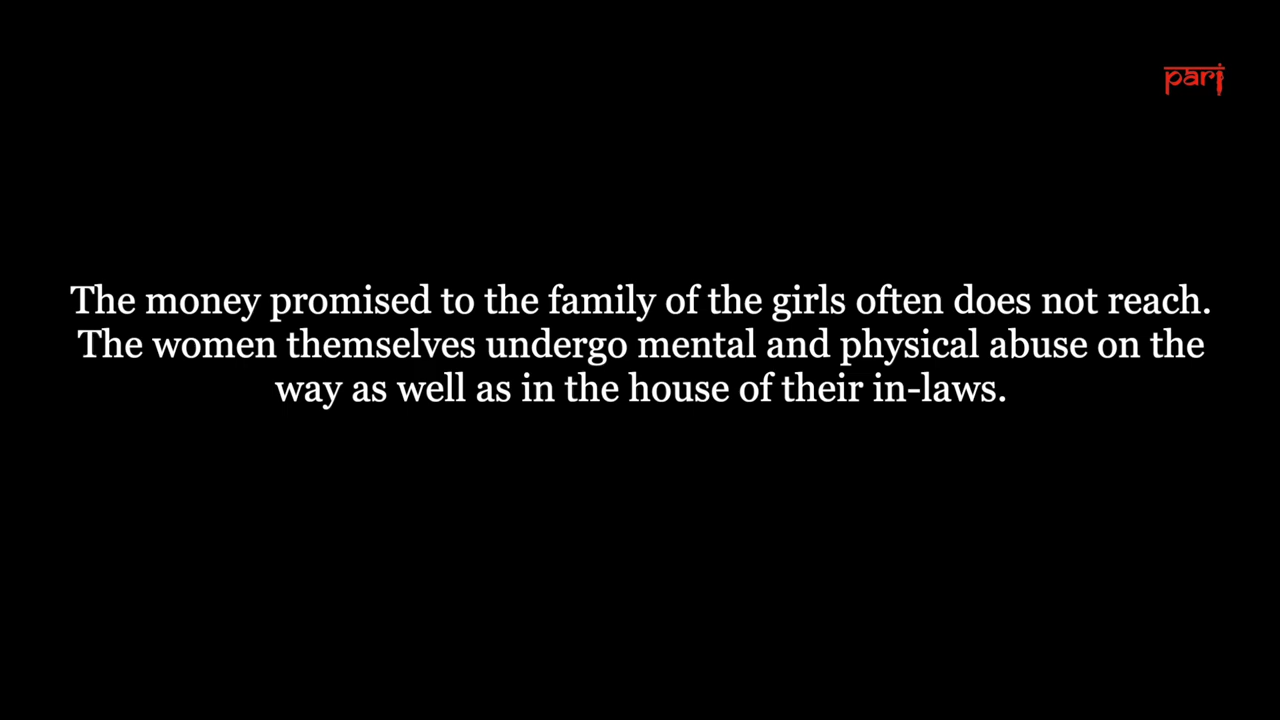 pari
The money promised to the family of the girls often does not reach.
The women themselves undergo mental and physical abuse on the
way as well as in the house of their in-laws.